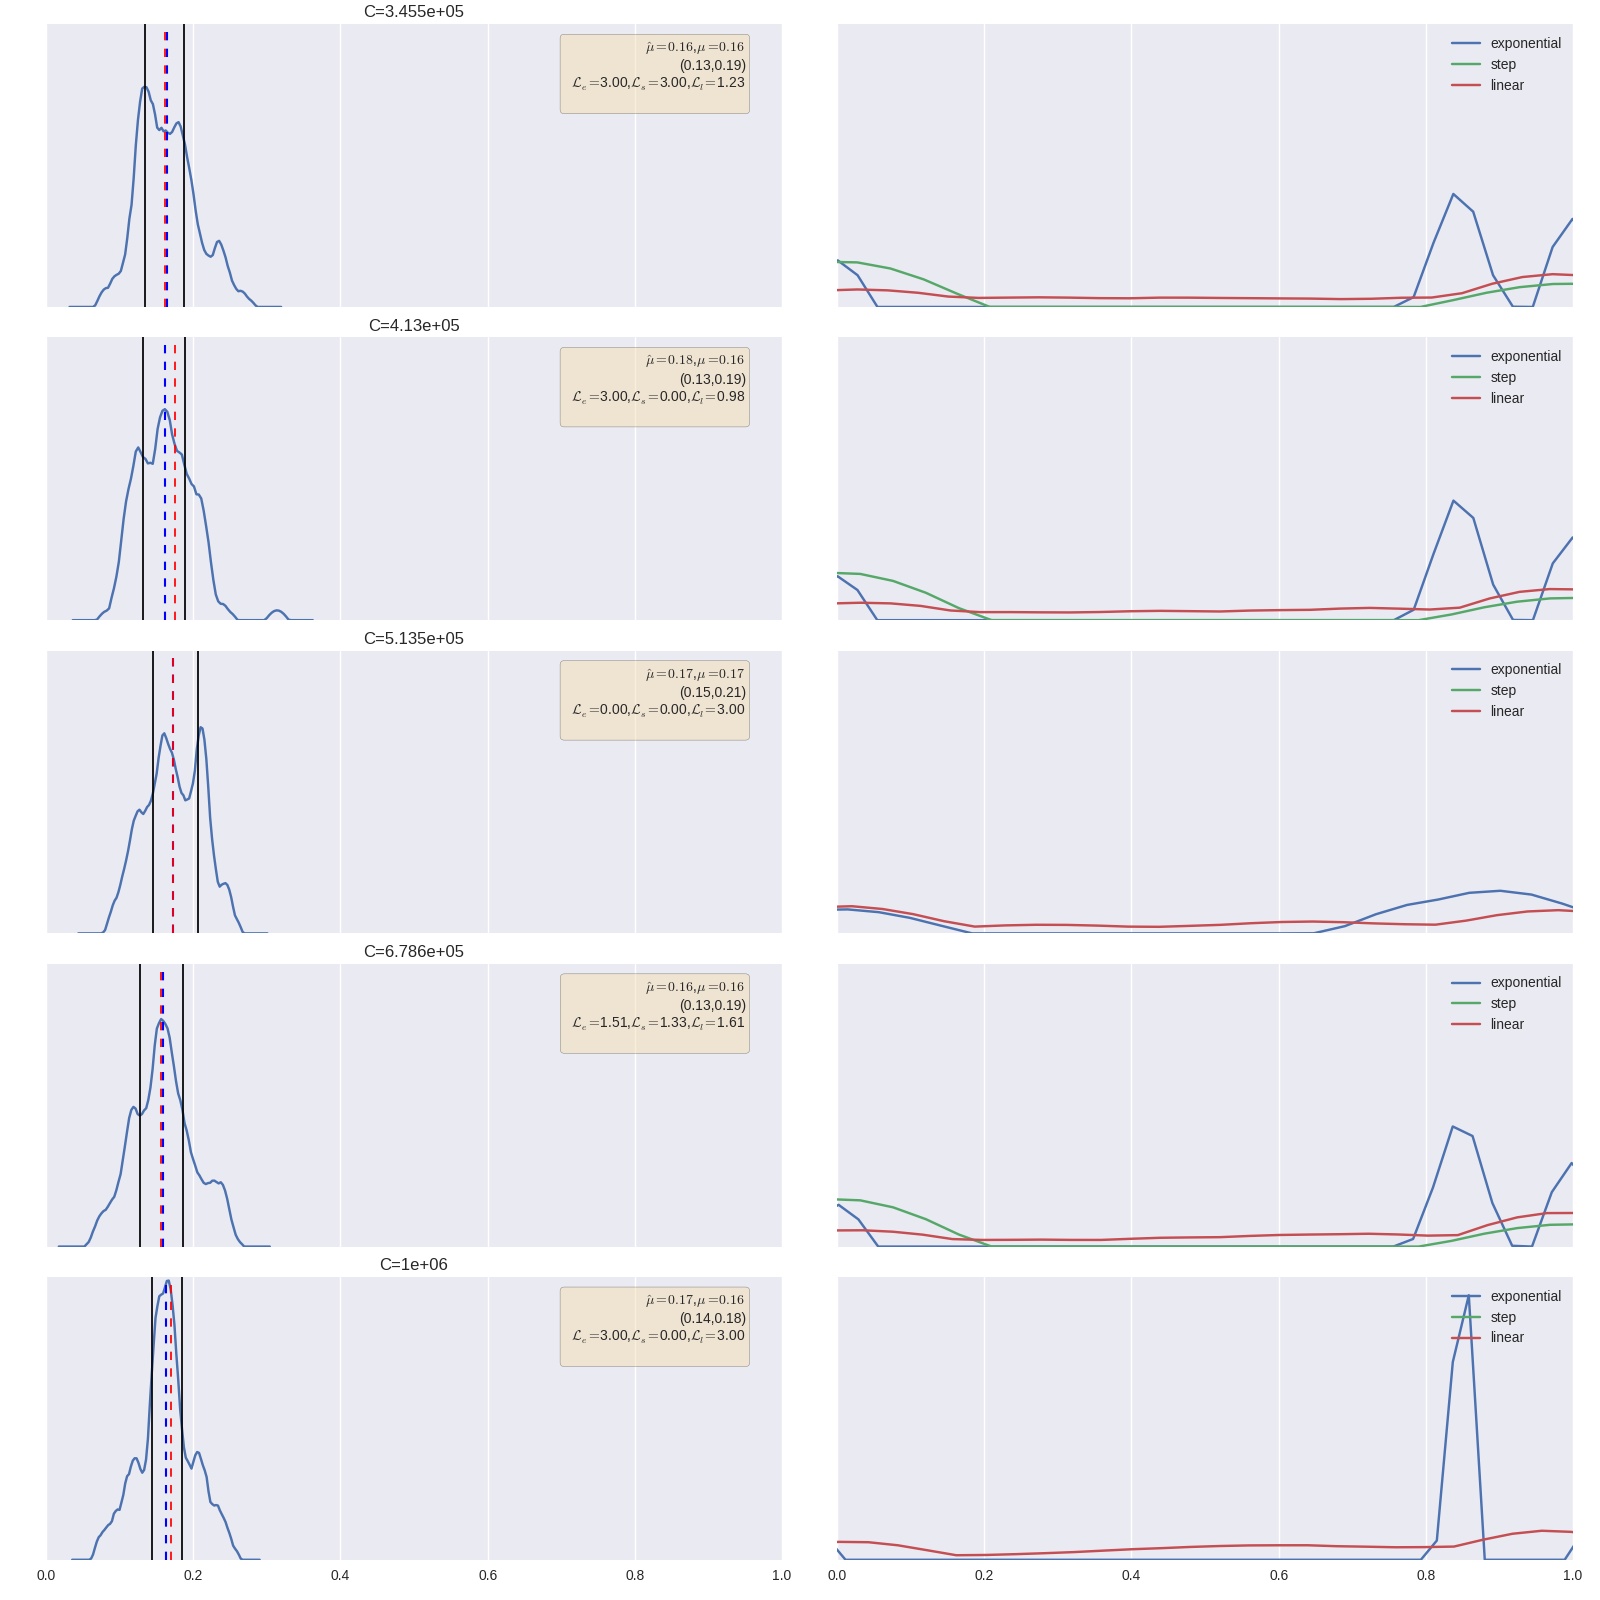 C=3.455e+05
μ̂=0.16,μ=0.16
(0.13,0.19)
ℒₑ=3.00,ℒₛ=3.00,ℒₗ=1.23
exponential
step
linear
C=4.13e+05
μ̂=0.18,μ=0.16
(0.13,0.19)
ℒₑ=3.00,ℒₛ=0.00,ℒₗ=0.98
exponential
step
linear
C=5.135e+05
μ̂=0.17,μ=0.17
(0.15,0.21)
ℒₑ=0.00,ℒₛ=0.00,ℒₗ=3.00
exponential
step
linear
C=6.786e+05
μ̂=0.16,μ=0.16
(0.13,0.19)
ℒₑ=1.51,ℒₛ=1.33,ℒₗ=1.61
exponential
step
linear
C=1e+06
μ̂=0.17,μ=0.16
(0.14,0.18)
ℒₑ=3.00,ℒₛ=0.00,ℒₗ=3.00
exponential
step
linear
0.0 0.2 0.4 0.6 0.8 1.0
0.0 0.2 0.4 0.6 0.8 1.0